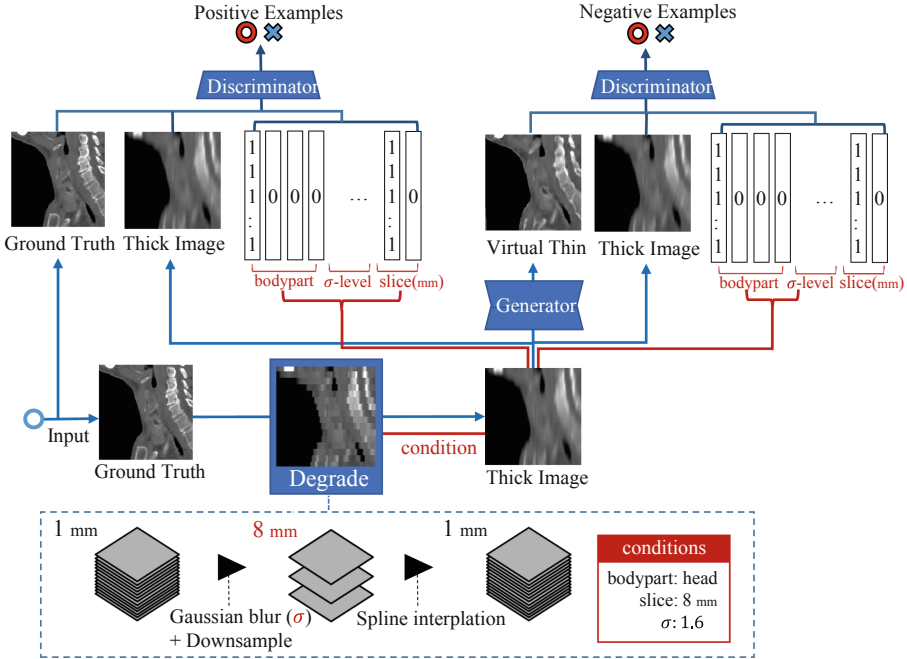 Positive Examples
Negative Examples
Discriminator
Discriminator
1 1 1 : 1
0 0 0
...
1 1 1 : 1
0
1 1 1 : 1
0 0 0
...
1 1 1 : 1
0
Ground Truth
Thick Image
Virtual Thin
Thick Image
bodypart
σ-level
slice(mm)
bodypart
σ-level
slice(mm)
Generator
Input
Ground Truth
Degrade
condition
Thick Image
1 mm
8 mm
1 mm
Gaussian blur (σ)
+ Downsample
Spline interplation
conditions
bodypart: head
slice: 8 mm
σ: 1.6